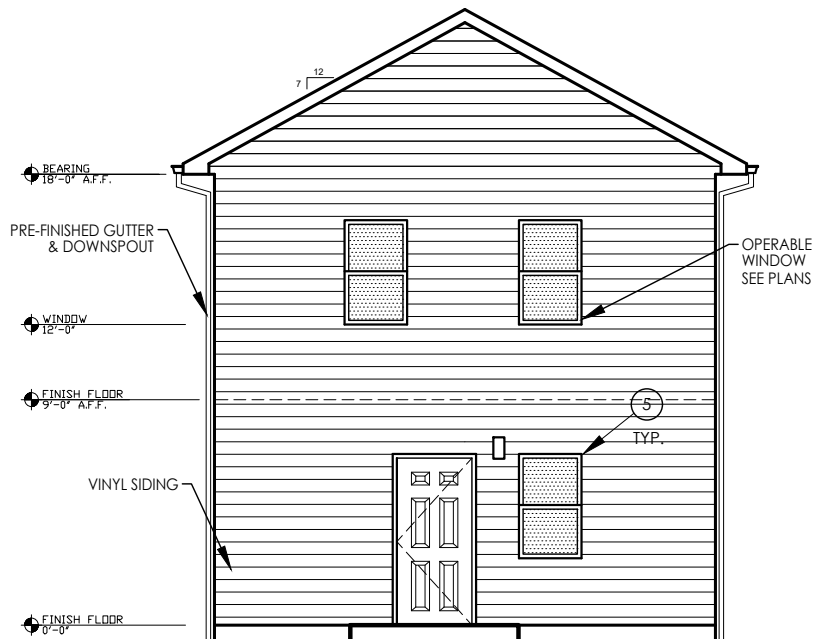 12
7
BEARING
18'-0" A.F.F.
PRE-FINISHED GUTTER
& DOWNSPOUT
OPERABLE
WINDOW
SEE PLANS
WINDOW
12'-0"
FINISH FLOOR
9'-0" A.F.F.
5
TYP.
VINYL SIDING
FINISH FLOOR
0'-0"